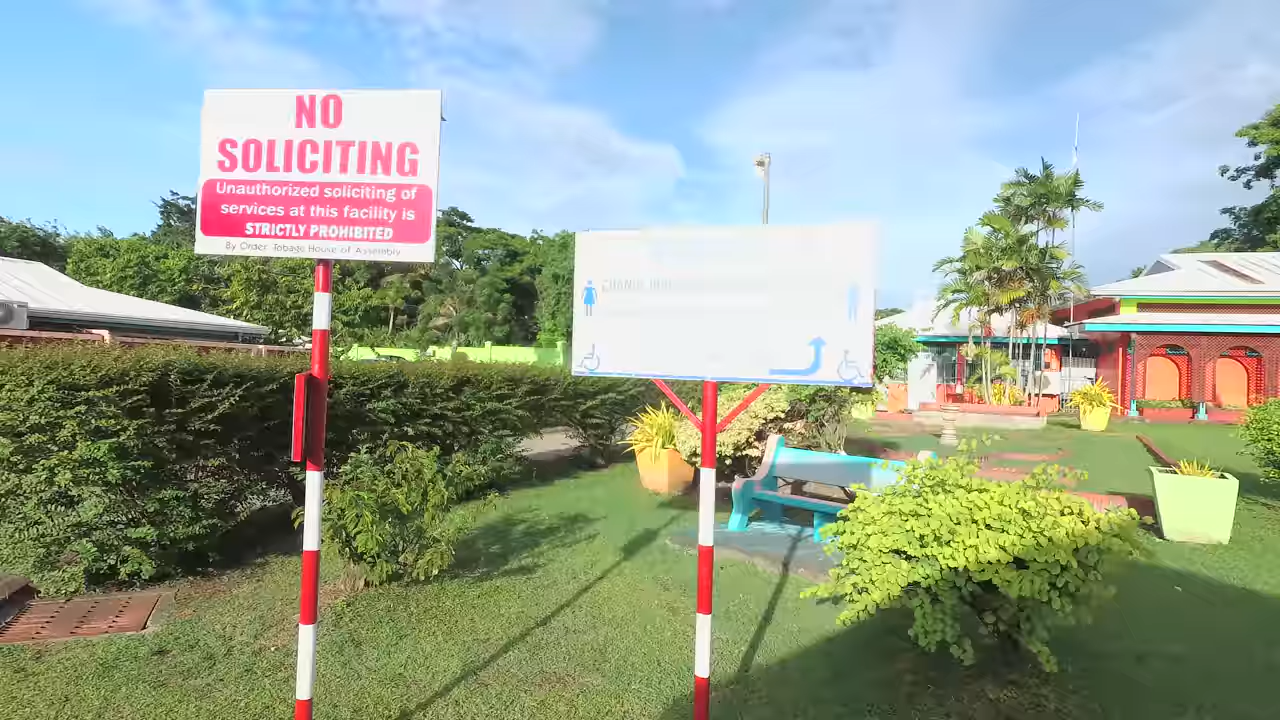 NO
SOLICITING
Unauthorized soliciting of
services at this facility is
STRICTLY PROHIBITED
By Order: Tobago House of Assembly